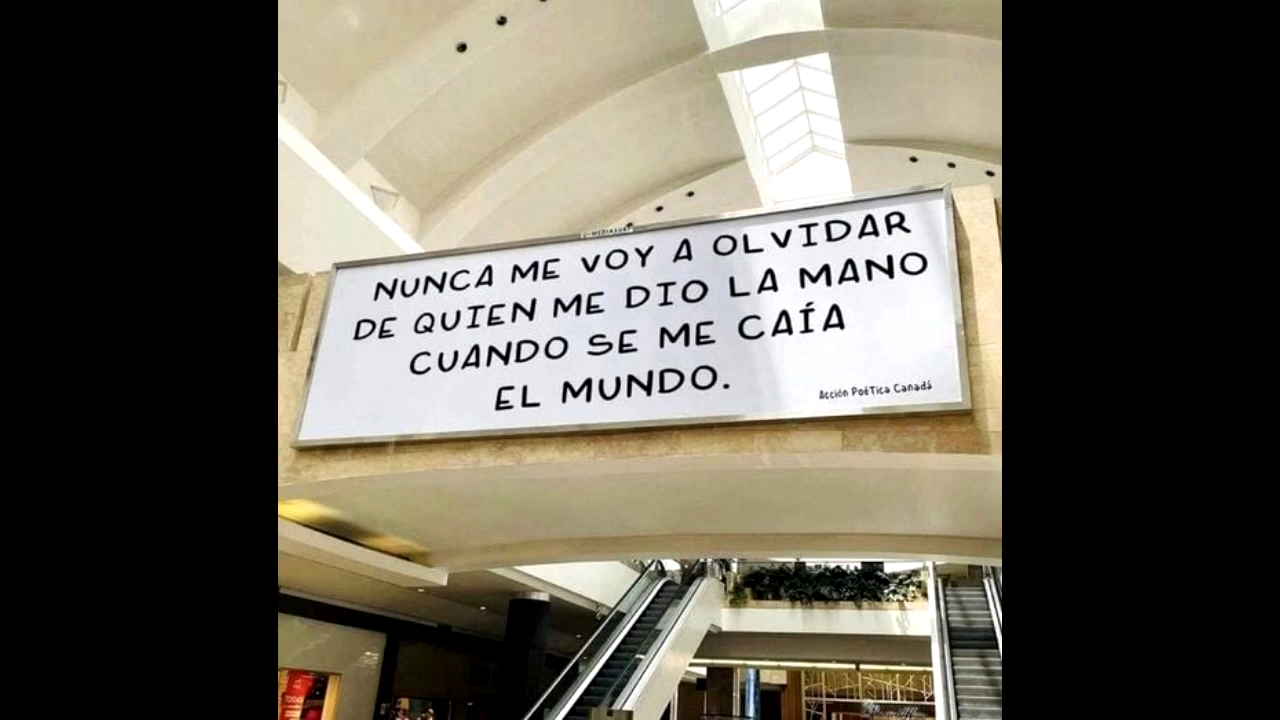 NUNCA ME VOY A OLVIDAR
DE QUIEN ME DIO LA MANO
CUANDO SE ME CAÍA
EL MUNDO.
Acción PoéTica Canadá